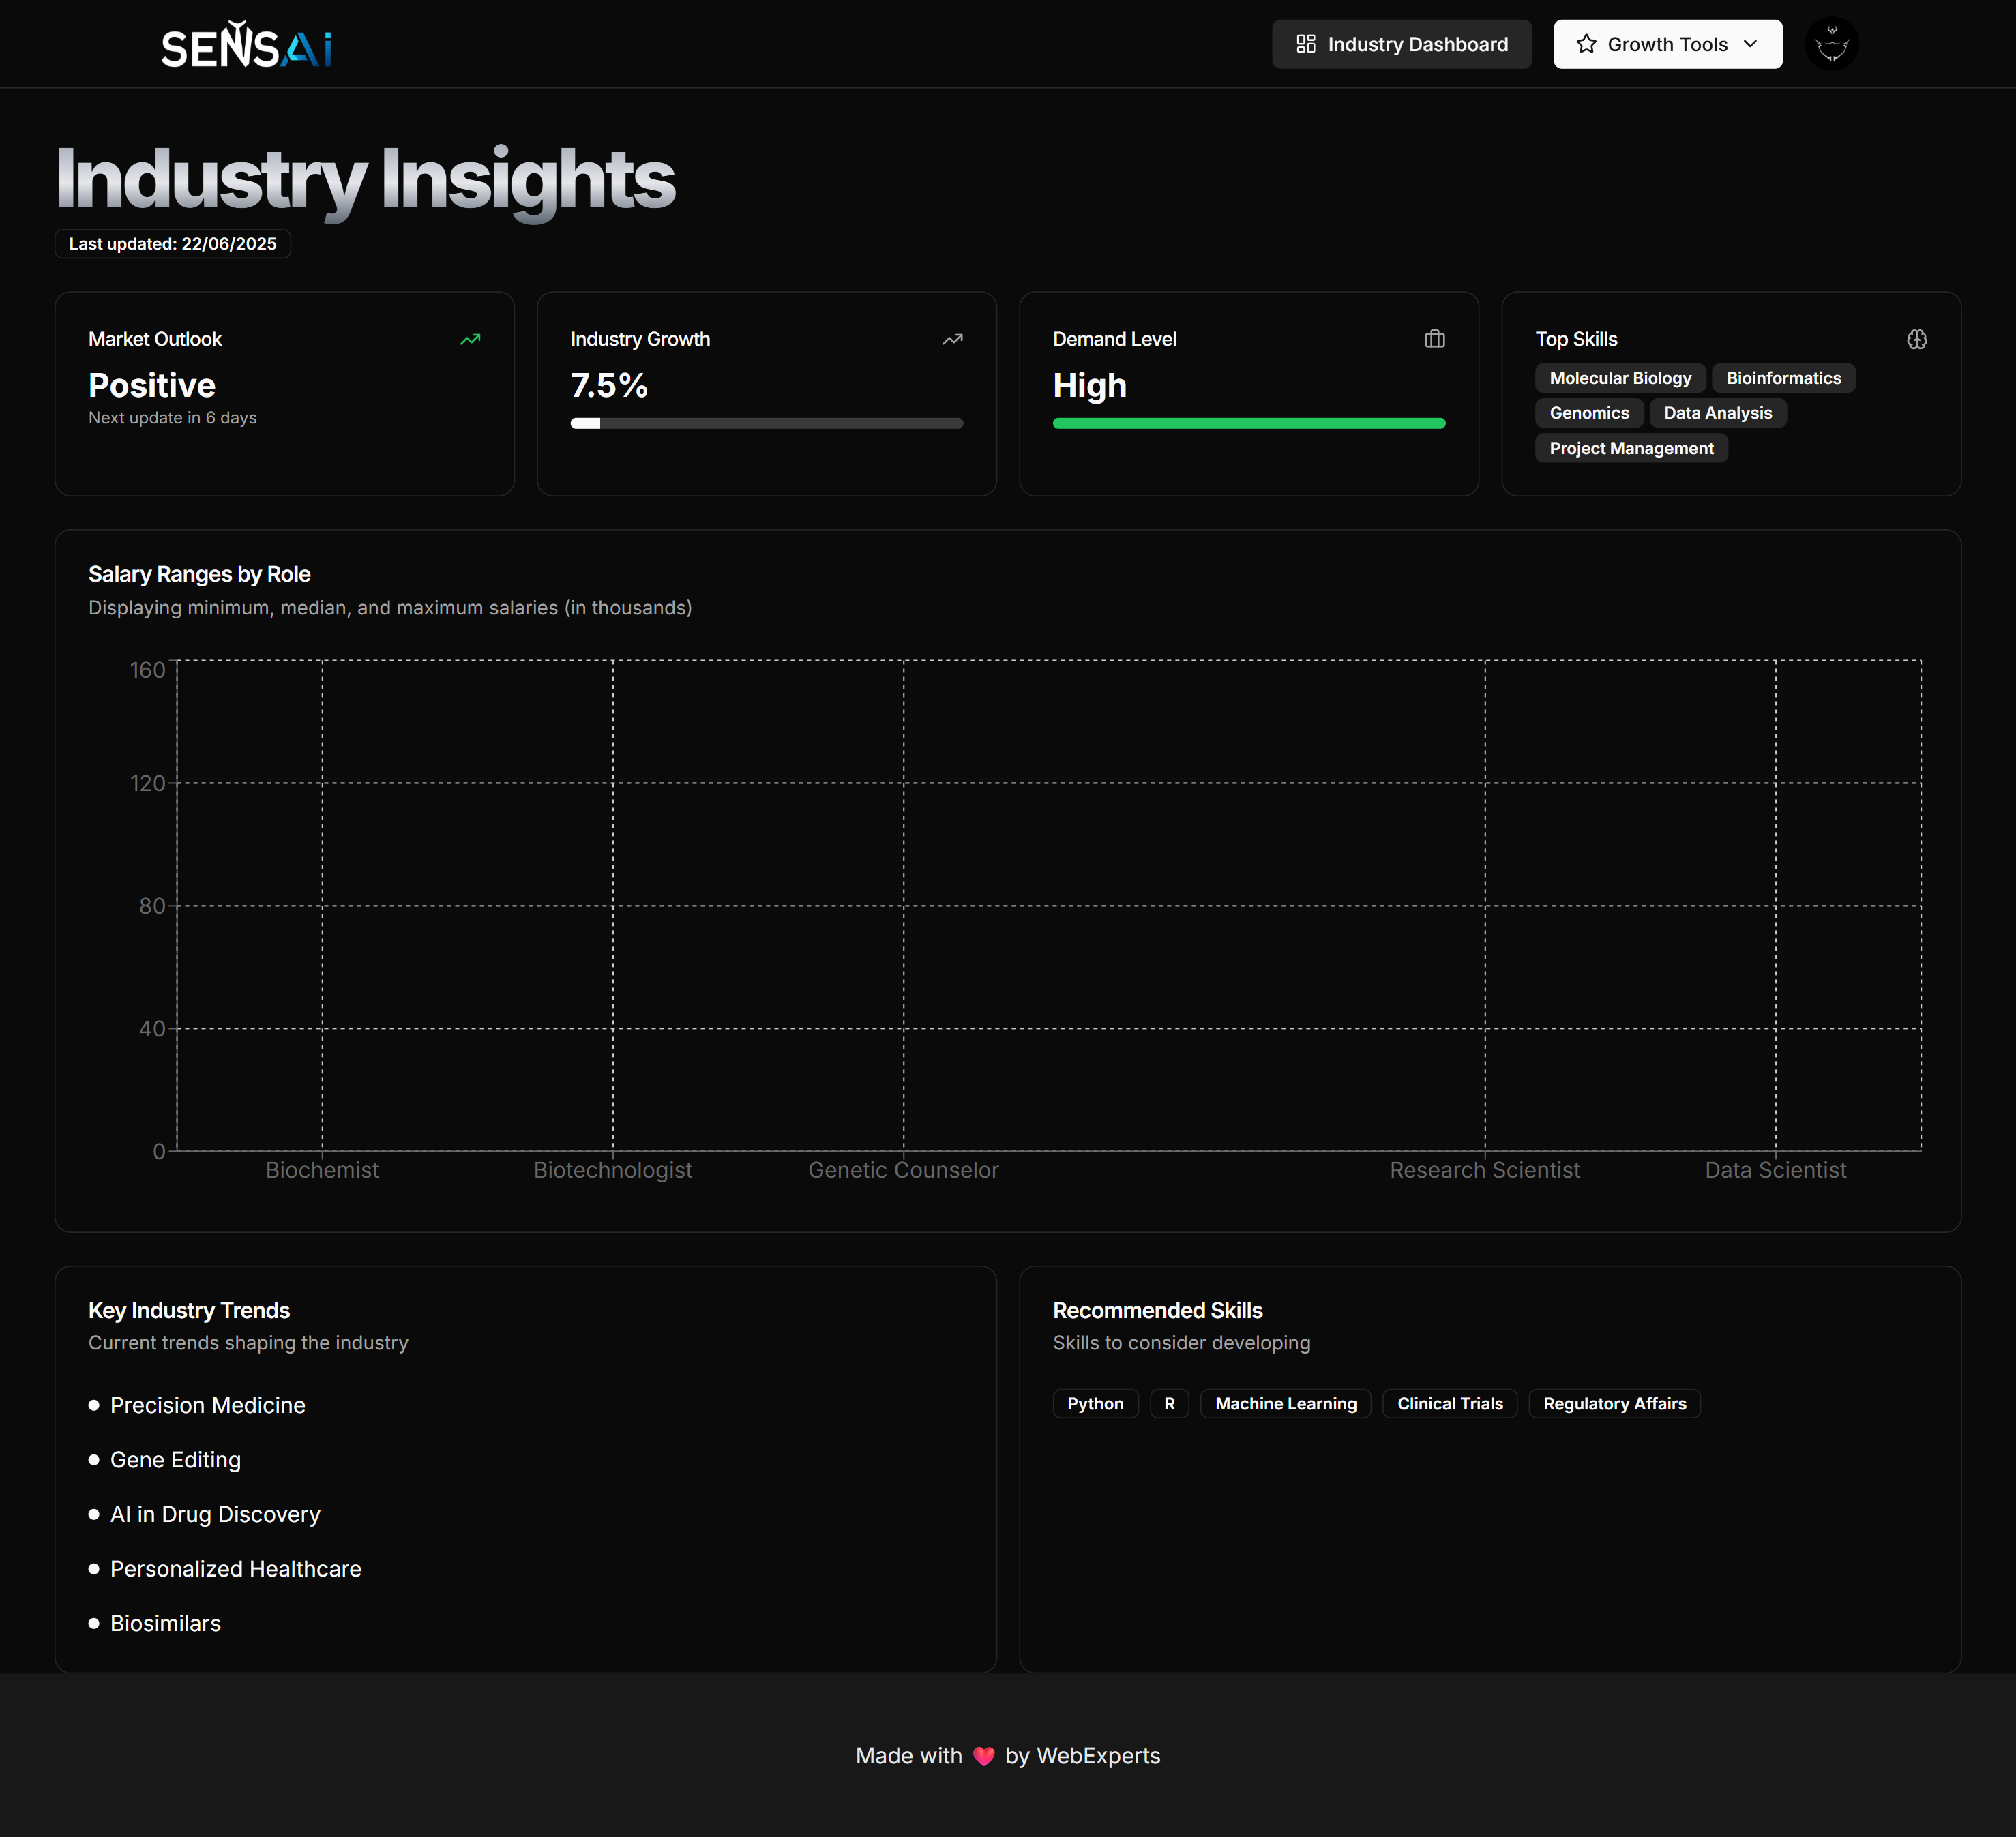 SENSAi
Industry Dashboard
Growth Tools
Industry Insights
Last updated: 22/06/2025
Market Outlook
Positive
Next update in 6 days
Industry Growth
7.5%
Demand Level
High
Top Skills
Molecular Biology Bioinformatics
Genomics Data Analysis
Project Management
Salary Ranges by Role
Displaying minimum, median, and maximum salaries (in thousands)
160
120
80
40
0
Biochemist Biotechnologist Genetic Counselor Research Scientist Data Scientist
Key Industry Trends
Current trends shaping the industry
Precision Medicine
Gene Editing
AI in Drug Discovery
Personalized Healthcare
Biosimilars
Recommended Skills
Skills to consider developing
Python R Machine Learning Clinical Trials Regulatory Affairs
Made with ❤️ by WebExperts